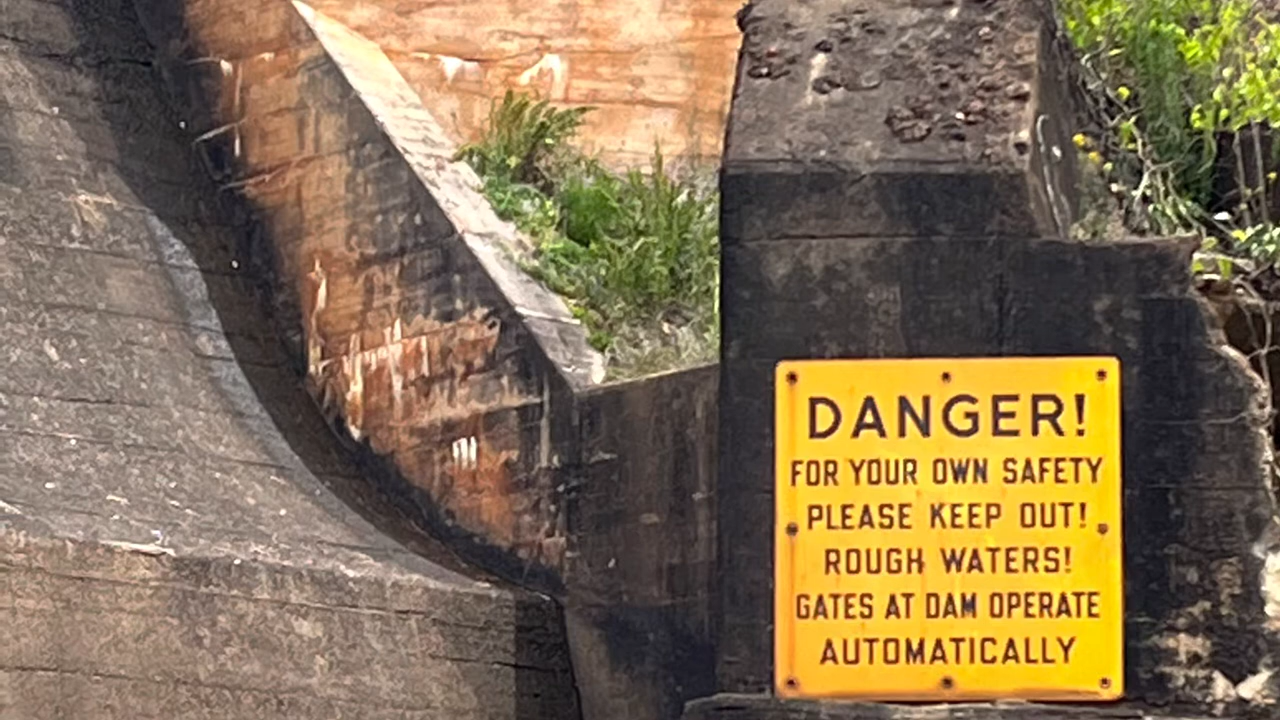 DANGER!
FOR YOUR OWN SAFETY
PLEASE KEEP OUT!
ROUGH WATERS!
GATES AT DAM OPERATE
AUTOMATICALLY